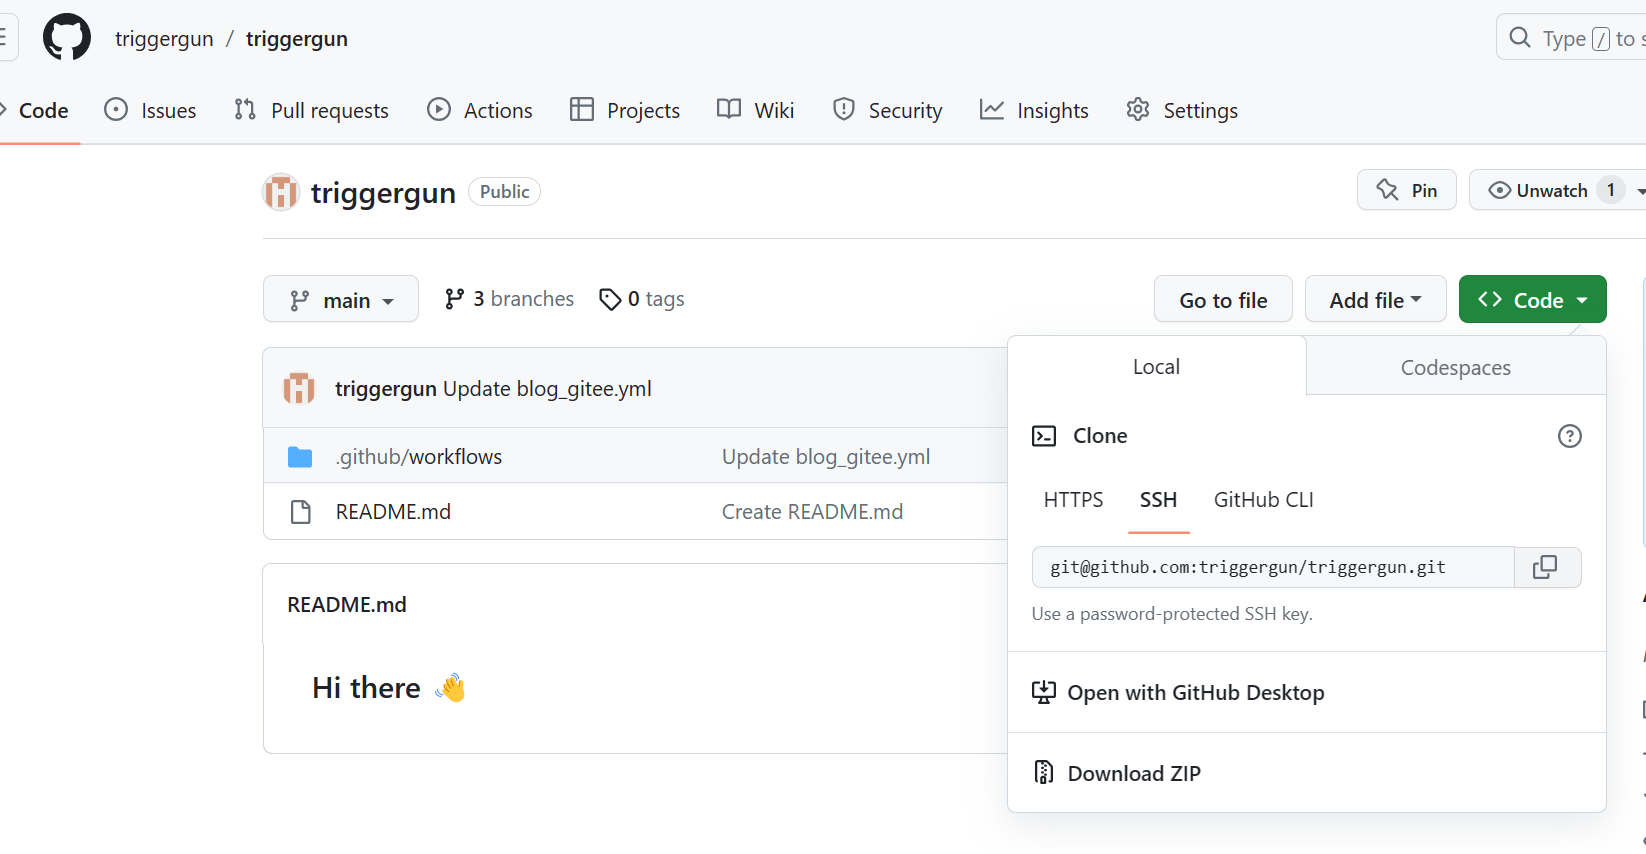 triggergun / triggergun
Type / to s
Code Issues Pull requests Actions Projects Wiki Security Insights Settings
triggergun Public
Pin Unwatch 1
main 3 branches 0 tags Go to file Add file Code
Local Codespaces
triggergun Update blog_gitee.yml
Clone
.github/workflows Update blog_gitee.yml
HTTPS SSH GitHub CLI
README.md Create README.md
git@github.com:triggergun/triggergun.git
Use a password-protected SSH key.
README.md
Hi there 👋
Open with GitHub Desktop
Download ZIP